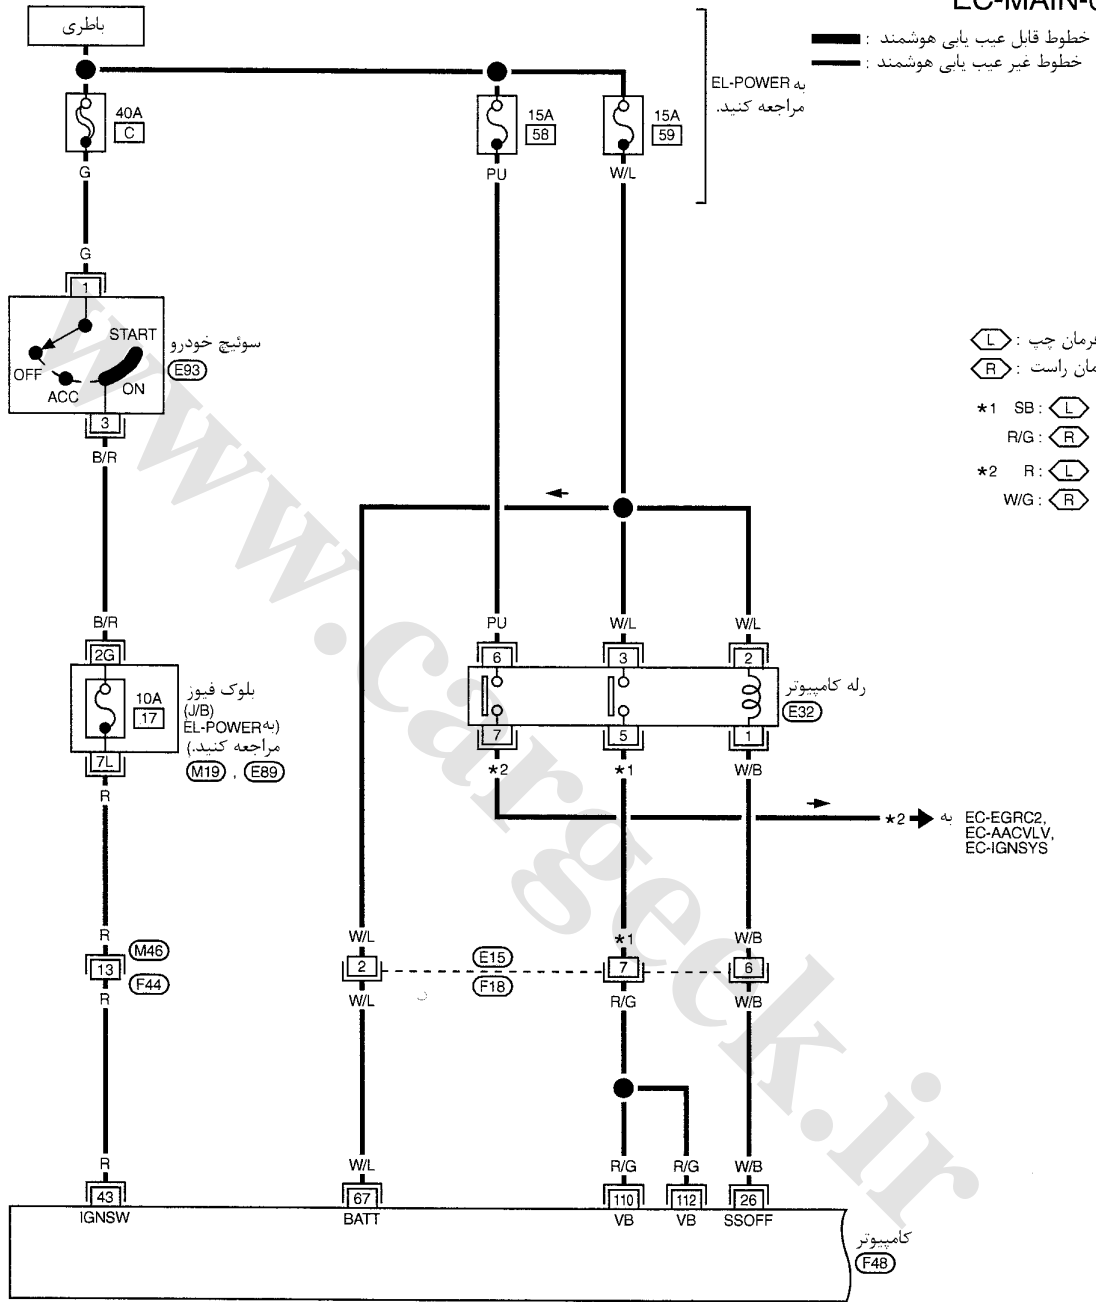 EC-MAIN-0
باطری
خطوط قابل عیب یابی هوشمند :
خطوط غیر عیب یابی هوشمند :
به EL-POWER
مراجعه کنید.
40A
C
15A
58
15A
59
G
PU
W/L
G
1
START
OFF
ACC
ON
سوئیچ خودرو
E93
3
B/R
فرمان چپ : L
مان راست : R
*1 SB : L
R/G : R
*2 R : L
W/G : R
B/R
PU
W/L
W/L
2G
6
3
2
10A
17
بلوک فیوز
(J/B)
(به EL-POWER
مراجعه کنید.)
M19 , E89
رله کامپیوتر
E32
7L
7
5
1
R
*2
*1
W/B
*2
به EC-EGRC2,
EC-AACVLV,
EC-IGNSYS
R
W/L
*1
W/B
13
M46
F44
2
E15
F18
7
6
R
W/L
R/G
W/B
R
W/L
R/G
R/G
W/B
43
67
110
112
26
IGNSW
BATT
VB
VB
SSOFF
کامپیوتر
F48
www.cargeek.ir